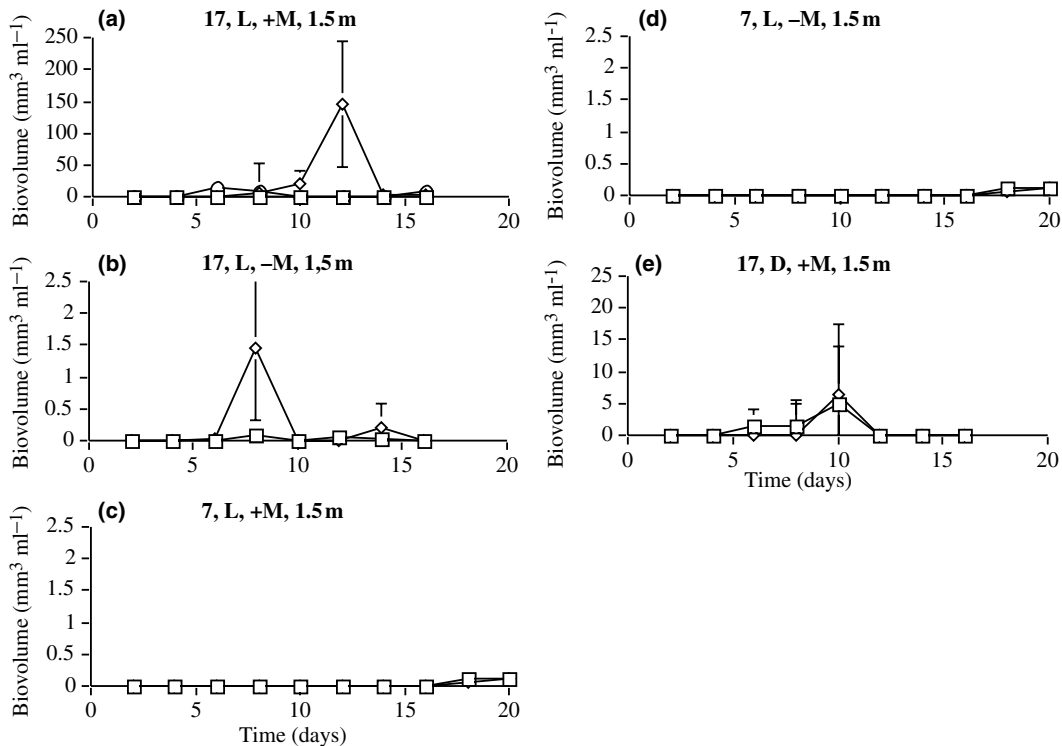 (a) 17, L, +M, 1.5 m
Biovolume (mm³ ml⁻¹)
250
200
150
100
50
0
0 5 10 15 20
(b) 17, L, –M, 1,5 m
Biovolume (mm³ ml⁻¹)
2.5
2
1.5
1
0.5
0
0 5 10 15 20
(c) 7, L, +M, 1.5 m
Biovolume (mm³ ml⁻¹)
2.5
2
1.5
1
0.5
0
0 5 10 15 20
Time (days)
(d) 7, L, –M, 1.5 m
Biovolume (mm³ ml⁻¹)
2.5
2
1.5
1
0.5
0
0 5 10 15 20
(e) 17, D, +M, 1.5 m
Biovolume (mm³ ml⁻¹)
25
20
15
10
5
0
0 5 10 15 20
Time (days)